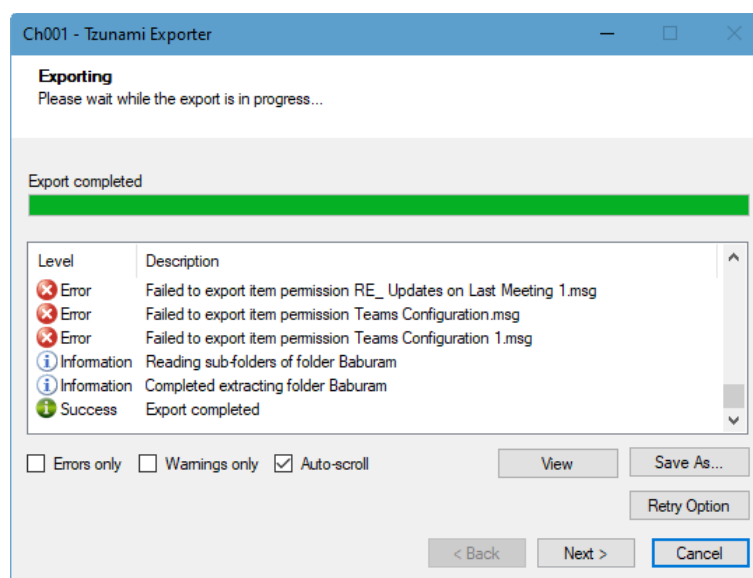 Ch001 - Tzunami Exporter
Exporting
Please wait while the export is in progress...
Export completed
Level Description
Error Failed to export item permission RE_ Updates on Last Meeting 1.msg
Error Failed to export item permission Teams Configuration.msg
Error Failed to export item permission Teams Configuration 1.msg
Information Reading sub-folders of folder Baburam
Information Completed extracting folder Baburam
Success Export completed
Errors only Warnings only Auto-scroll View Save As...
Retry Option
< Back Next > Cancel